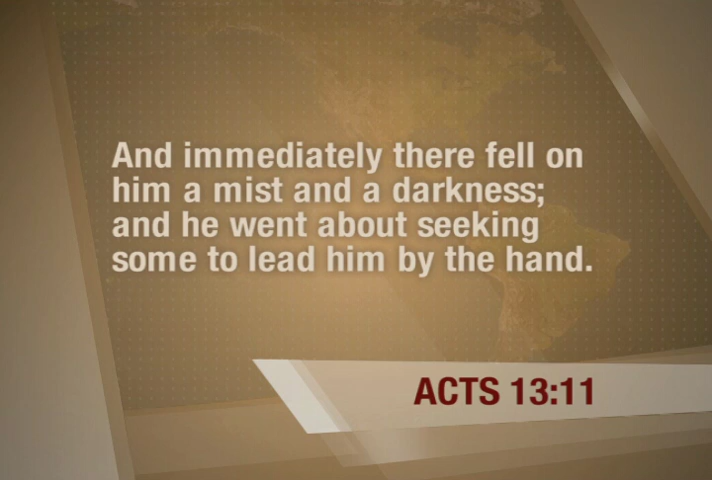 And immediately there fell on
him a mist and a darkness;
and he went about seeking
some to lead him by the hand.
ACTS 13:11